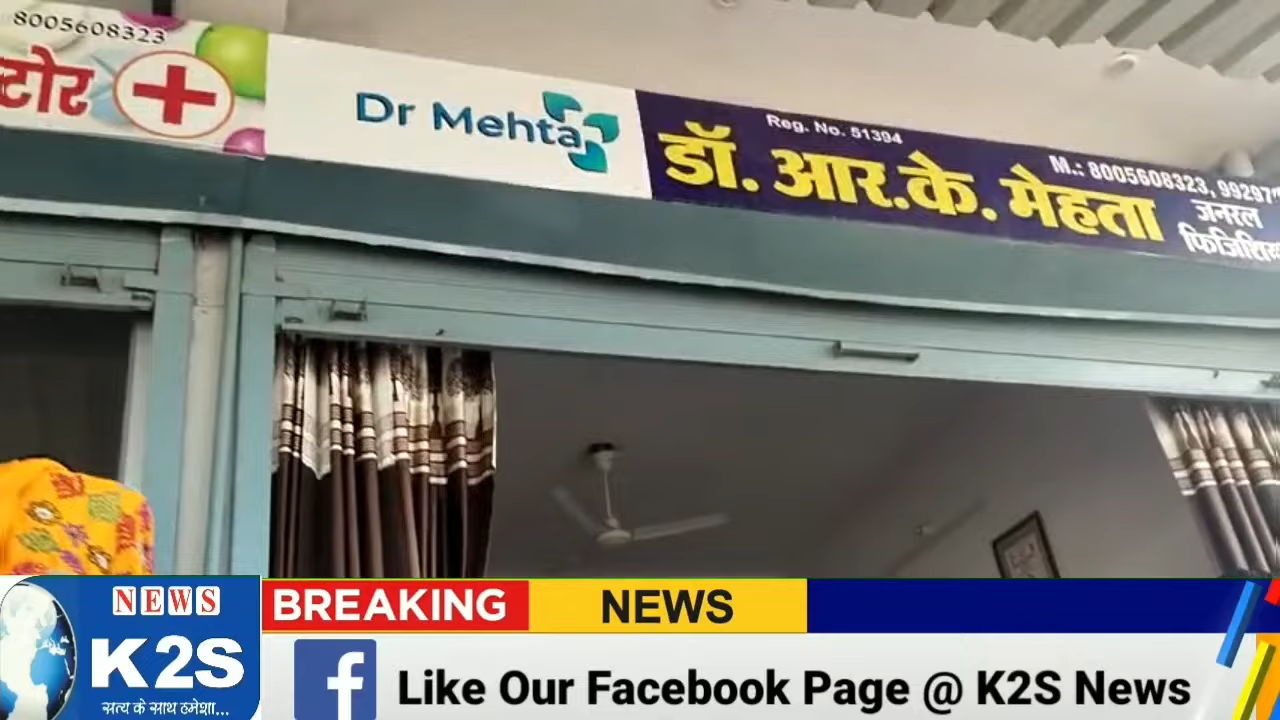 8005608323
टोर
Dr Mehta
Reg. No. 51394
M.: 8005608323, 99297
डॉ. आर.के. मेहता
जनरल
फिजिशिय
NEWS
K2S
सत्य के साथ हमेशा...
BREAKING NEWS
f Like Our Facebook Page @ K2S News